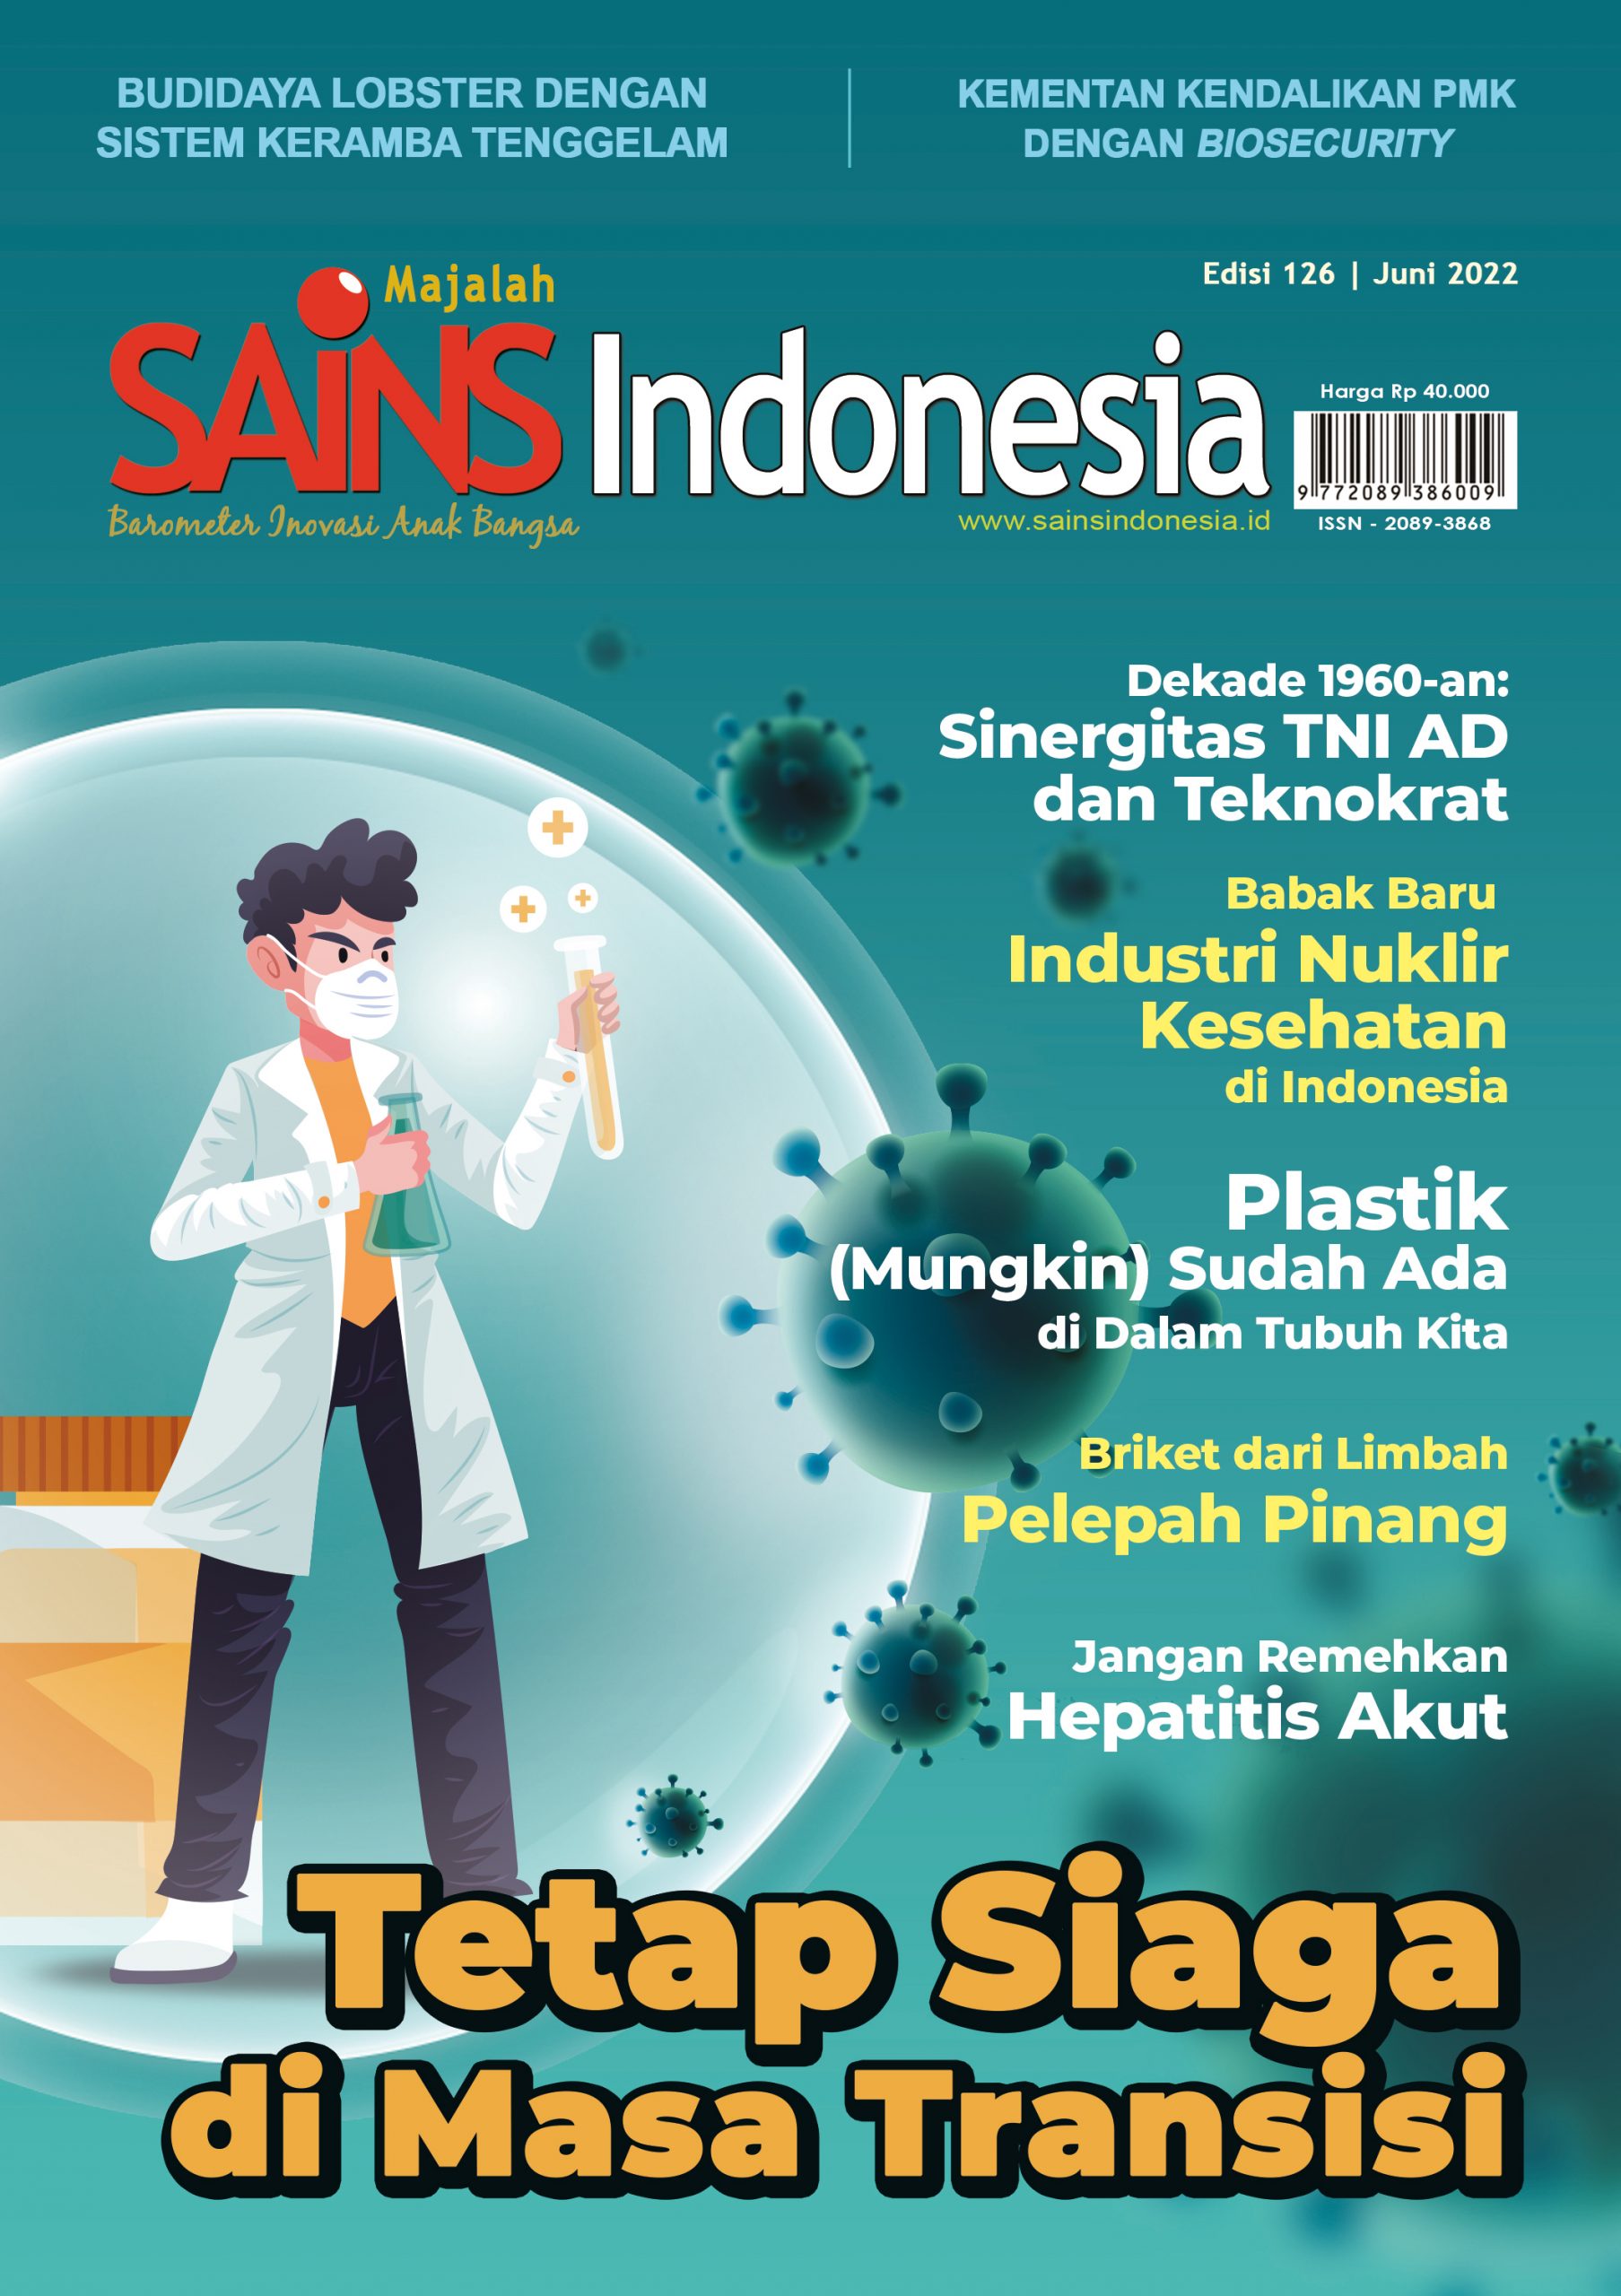 BUDIDAYA LOBSTER DENGAN
SISTEM KERAMBA TENGGELAM
KEMENTAN KENDALIKAN PMK
DENGAN BIOSECURITY
Edisi 126 | Juni 2022
Majalah
SAiNS Indonesia
Barometer Inovasi Anak Bangsa
www.sainsindonesia.id
Harga Rp 40.000
9 772089 386009
ISSN - 2089-3868
Dekade 1960-an:
Sinergitas TNI AD
dan Teknokrat
Babak Baru
Industri Nuklir
Kesehatan
di Indonesia
Plastik
(Mungkin) Sudah Ada
di Dalam Tubuh Kita
Briket dari Limbah
Pelepah Pinang
Jangan Remehkan
Hepatitis Akut
Tetap Siaga
di Masa Transisi